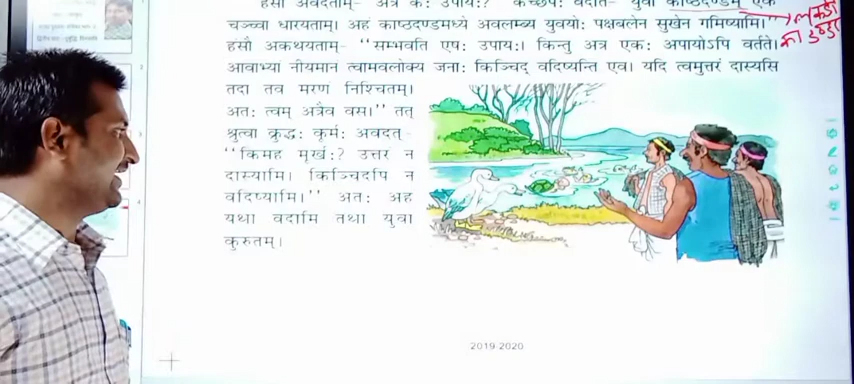 हंसौ अवदताम्- अत्र कः उपायः? कच्छपः वदति- युवां काष्ठदण्डम् एकं
चञ्च्वा धारयताम्। अहं काष्ठदण्डमध्ये अवलम्ब्य युवयोः पक्षबलेन सुखेन गमिष्यामि।
हंसौ अकथयताम्- "सम्भवति एषः उपायः। किन्तु अत्र एकः अपायोऽपि वर्तते।
आवाभ्यां नीयमानं त्वामवलोक्य जनाः किञ्चिद् वदिष्यन्ति एव। यदि त्वमुत्तरं दास्यसि
तदा तव मरणं निश्चितम्।
अतः त्वम् अत्रैव वस।" तत्
श्रुत्वा क्रुद्धः कूर्मः अवदत्-
"किमहं मूर्खः? उत्तरं न
दास्यामि। किञ्चिदपि न
वदिष्यामि।" अतः अहं
यथा वदामि तथा युवां
कुरुतम्।
2019-2020